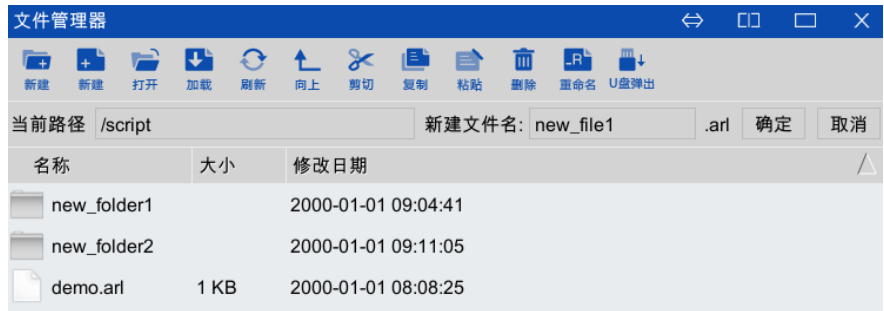 文件管理器
新建 新建 打开 加载 刷新 向上 剪切 复制 粘贴 删除 重命名 U盘弹出
当前路径 /script 新建文件名: new_file1 .arl 确定 取消
名称 大小 修改日期
new_folder1 2000-01-01 09:04:41
new_folder2 2000-01-01 09:11:05
demo.arl 1 KB 2000-01-01 08:08:25